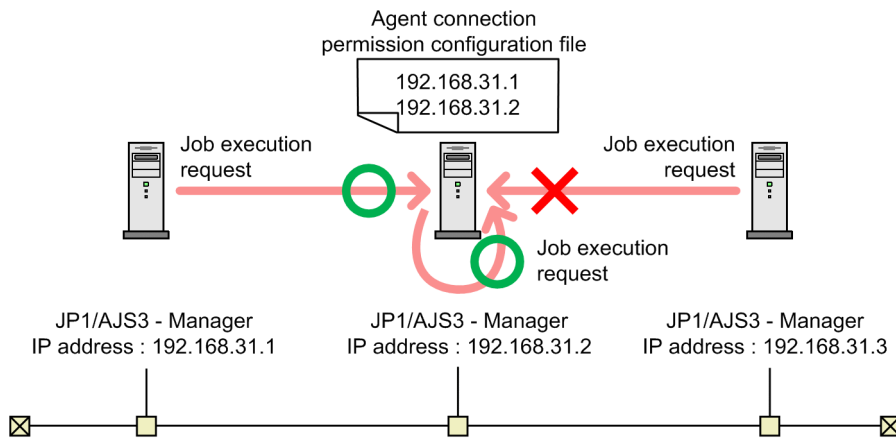 Agent connection
permission configuration file
192.168.31.1
192.168.31.2
Job execution
request
Job execution
request
Job execution
request
JP1/AJS3 - Manager
IP address : 192.168.31.1
JP1/AJS3 - Manager
IP address : 192.168.31.2
JP1/AJS3 - Manager
IP address : 192.168.31.3